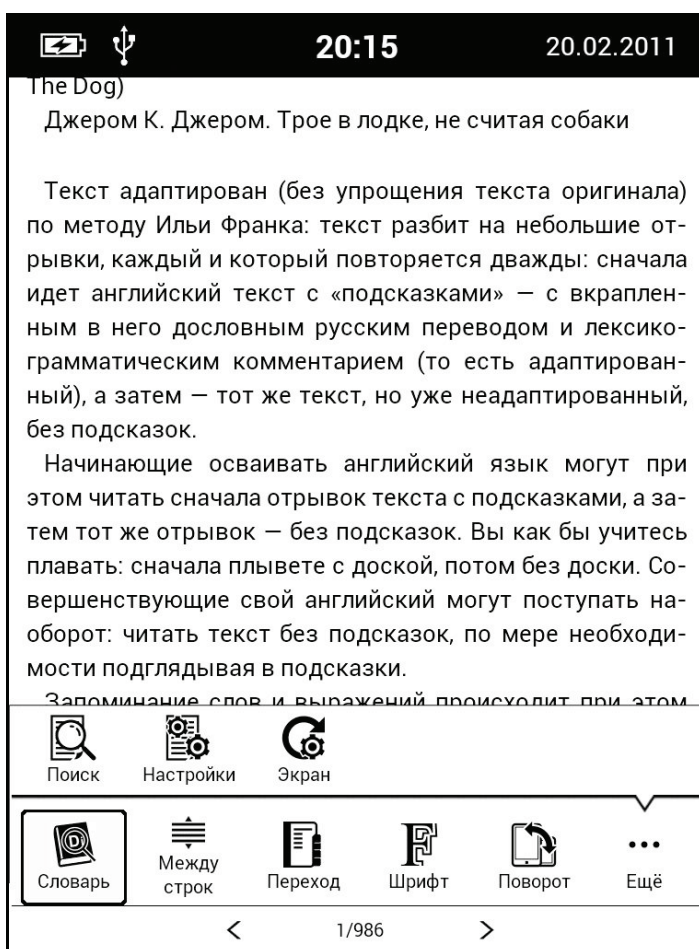 20:15 20.02.2011
The Dog)
Джером К. Джером. Трое в лодке, не считая собаки
Текст адаптирован (без упрощения текста оригинала)
по методу Ильи Франка: текст разбит на небольшие от-
рывки, каждый и который повторяется дважды: сначала
идет английский текст с «подсказками» — с вкраплен-
ным в него дословным русским переводом и лексико-
грамматическим комментарием (то есть адаптирован-
ный), а затем — тот же текст, но уже неадаптированный,
без подсказок.
Начинающие осваивать английский язык могут при
этом читать сначала отрывок текста с подсказками, а за-
тем тот же отрывок — без подсказок. Вы как бы учитесь
плавать: сначала плывете с доской, потом без доски. Со-
вершенствующие свой английский могут поступать на-
оборот: читать текст без подсказок, по мере необходи-
мости подглядывая в подсказки.
Запоминание слов и выражений происходит при этом
Поиск Настройки Экран
Словарь Между строк Переход Шрифт Поворот Ещё
1/986